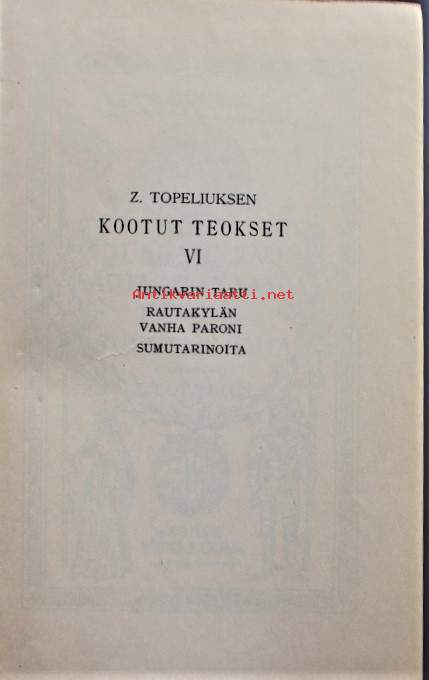 Z. TOPELIUKSEN
KOOTUT TEOKSET
VI
JUNGARIN TARU
antikvariaatti.net
RAUTAKYLÄN
VANHA PARONI
SUMUTARINOITA